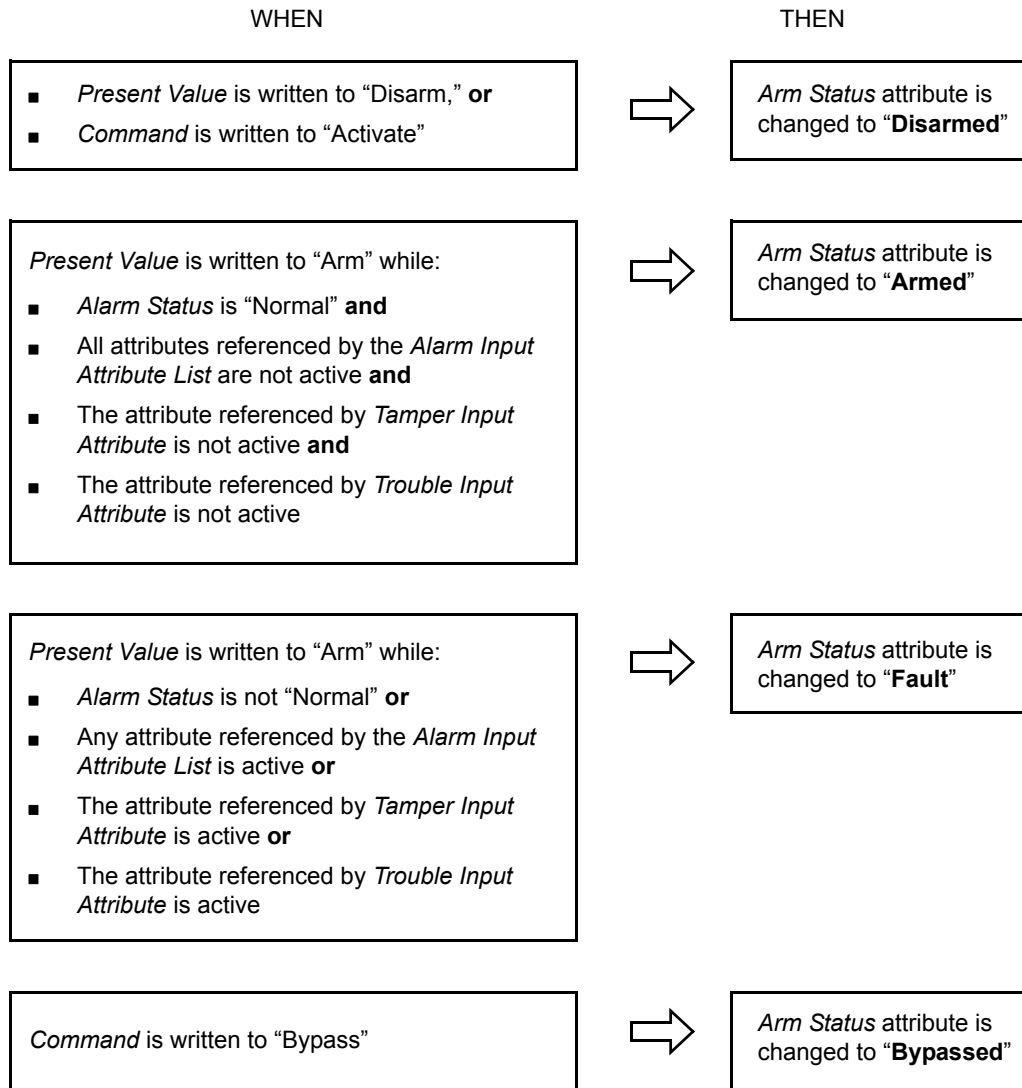 WHEN
THEN
■ Present Value is written to “Disarm,” or
■ Command is written to “Activate”
Arm Status attribute is
changed to “Disarmed”
Present Value is written to “Arm” while:
■ Alarm Status is “Normal” and
■ All attributes referenced by the Alarm Input
Attribute List are not active and
■ The attribute referenced by Tamper Input
Attribute is not active and
■ The attribute referenced by Trouble Input
Attribute is not active
Arm Status attribute is
changed to “Armed”
Present Value is written to “Arm” while:
■ Alarm Status is not “Normal” or
■ Any attribute referenced by the Alarm Input
Attribute List is active or
■ The attribute referenced by Tamper Input
Attribute is active or
■ The attribute referenced by Trouble Input
Attribute is active
Arm Status attribute is
changed to “Fault”
Command is written to “Bypass”
Arm Status attribute is
changed to “Bypassed”